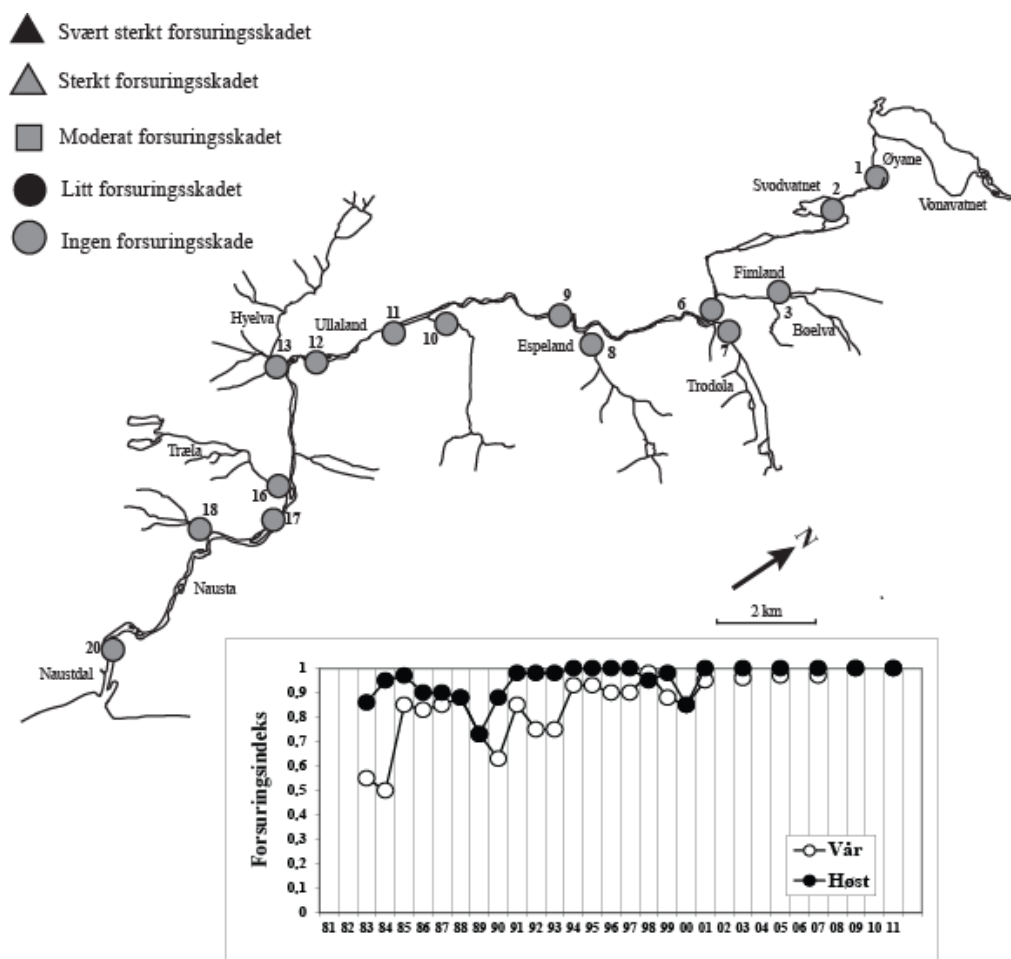 Svært sterkt forsuringsskadet
Sterkt forsuringsskadet
Moderat forsuringsskadet
Litt forsuringsskadet
Ingen forsuringsskade
1
Øyane
2
Svodvatnet
Vonavatnet
Fimland
3
Bøelva
6
7
Trodøla
9
Espeland
8
11
10
Ullaland
12
Hyelva
13
Træla
16
17
18
Nausta
20
Naustdal
N
2 km
Forsuringsindeks
1
0,9
0,8
0,7
0,6
0,5
0,4
0,3
0,2
0,1
0
Vår
Høst
81 82 83 84 85 86 87 88 89 90 91 92 93 94 95 96 97 98 99 00 01 02 03 04 05 06 07 08 09 10 11